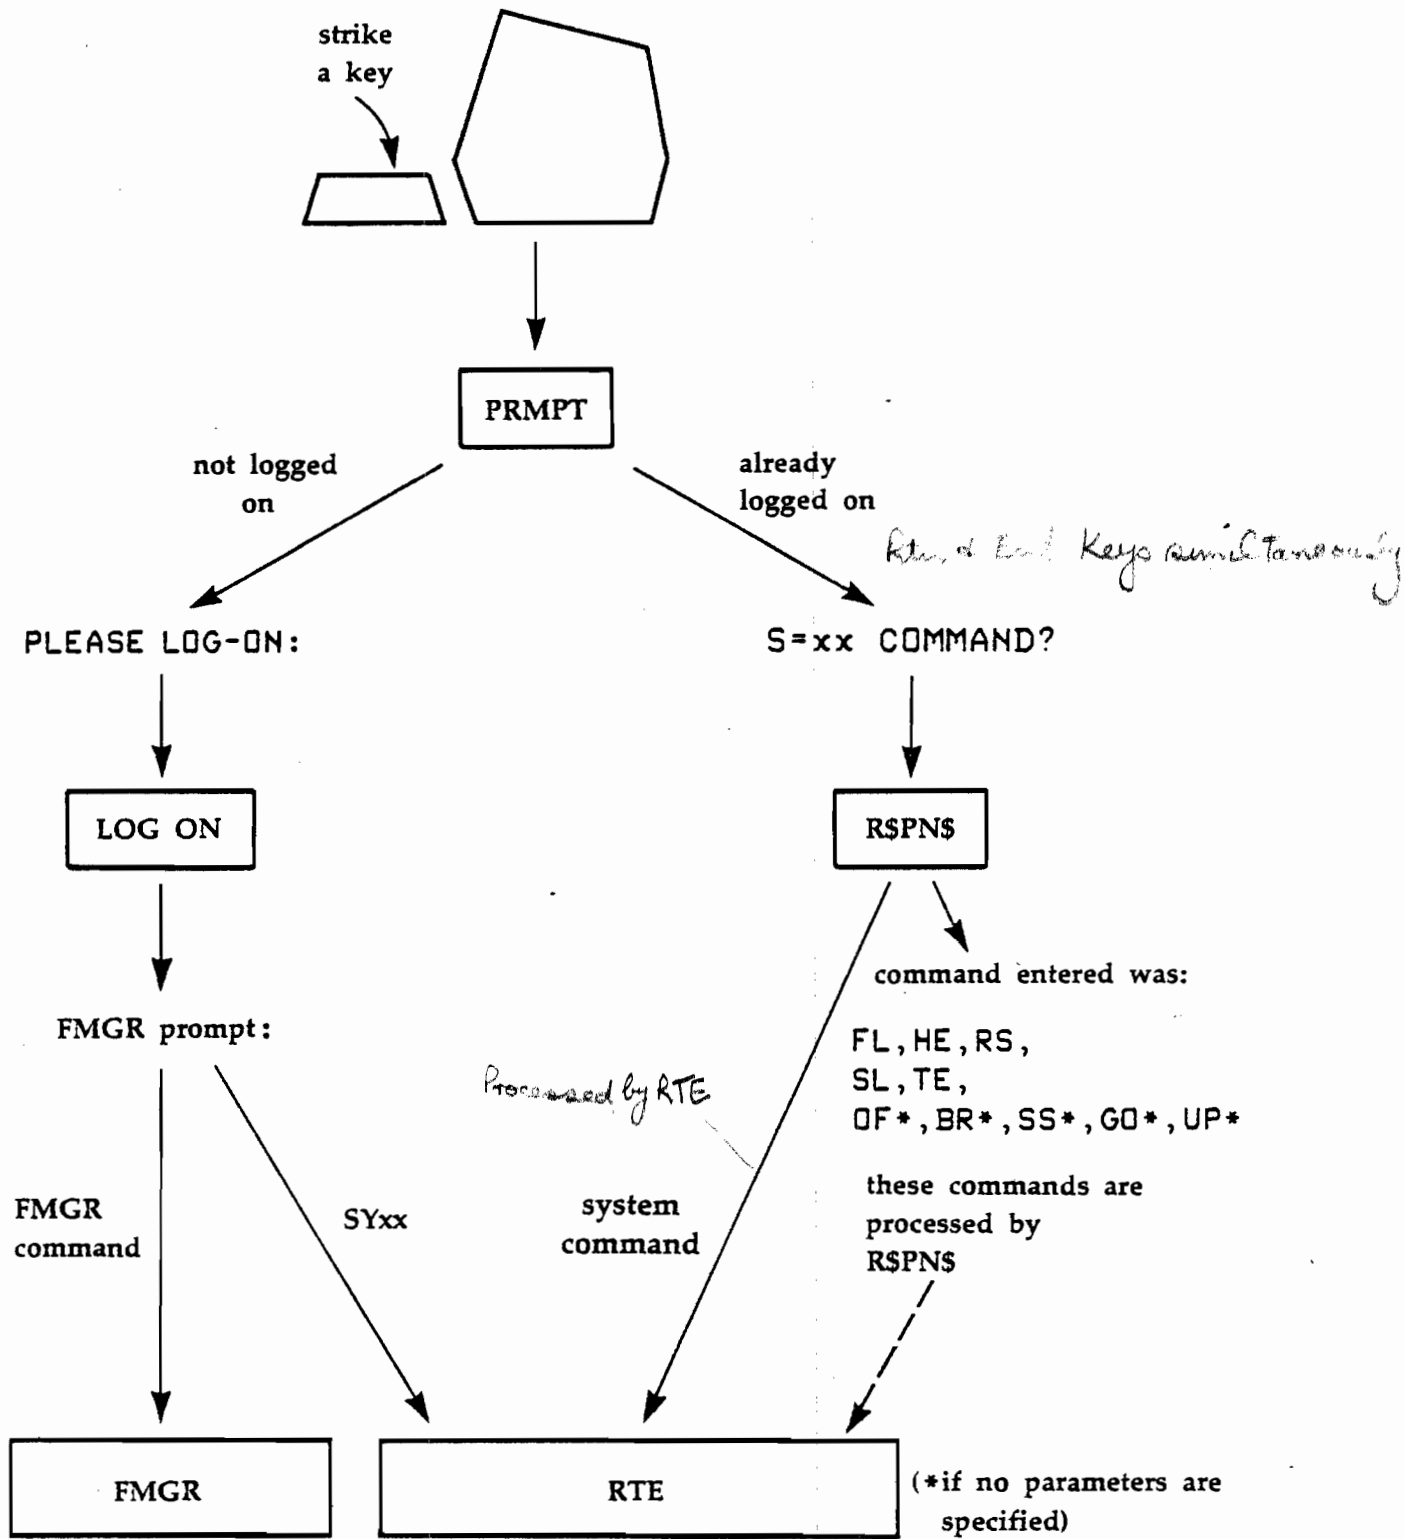 strike
a key
PRMPT
not logged
on
already
logged on
Keys simultaneously
PLEASE LOG-ON:
S=xx COMMAND?
LOG ON
R$PN$
command entered was:
FMGR prompt:
FL,HE,RS,
SL,TE,
OF*,BR*,SS*,GO*,UP*
Processed by RTE
these commands are
processed by
R$PN$
FMGR
command
SYxx
system
command
FMGR
RTE
(*if no parameters are
specified)